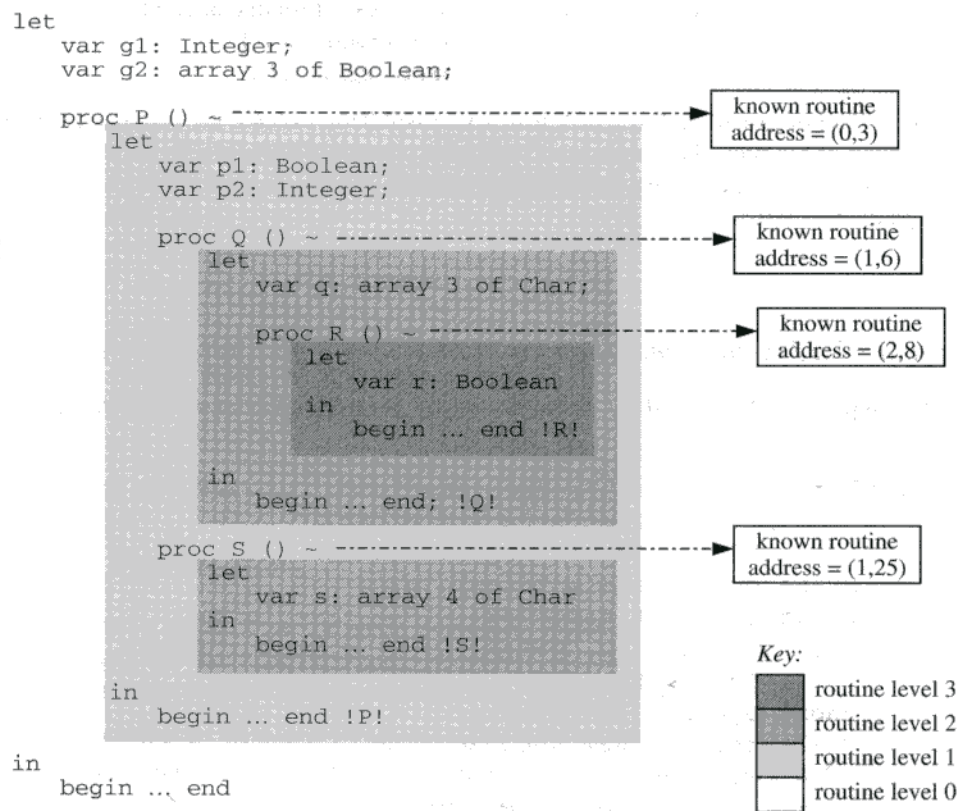 let
var g1: Integer;
var g2: array 3 of Boolean;
proc P () ~
known routine
address = (0,3)
let
var p1: Boolean;
var p2: Integer;
proc Q () ~
known routine
address = (1,6)
let
var q: array 3 of Char;
proc R () ~
known routine
address = (2,8)
let
var r: Boolean
in
begin ... end !R!
in
begin ... end; !Q!
proc S () ~
known routine
address = (1,25)
let
var s: array 4 of Char
in
begin ... end !S!
in
begin ... end !P!
in
begin ... end
Key:
routine level 3
routine level 2
routine level 1
routine level 0